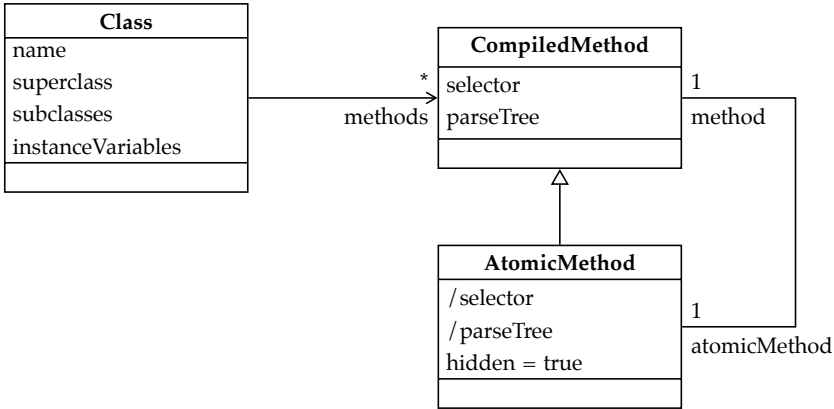 Class
name
superclass
subclasses
instanceVariables
*
methods
CompiledMethod
selector
parseTree
1
method
AtomicMethod
/selector
/parseTree
hidden = true
1
atomicMethod